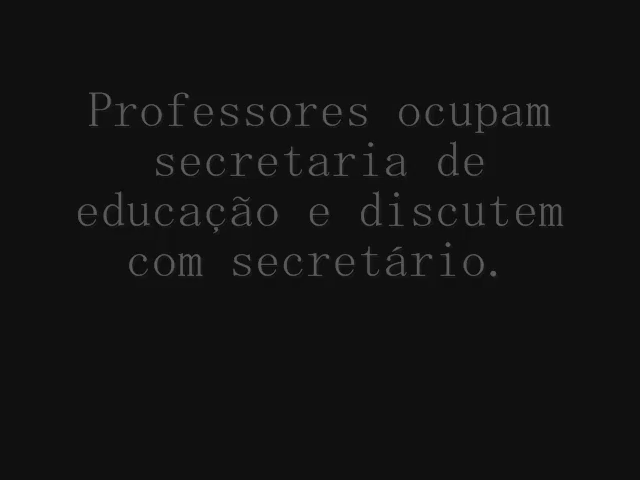 Professores ocupam
secretaria de
educação e discutem
com secretário.